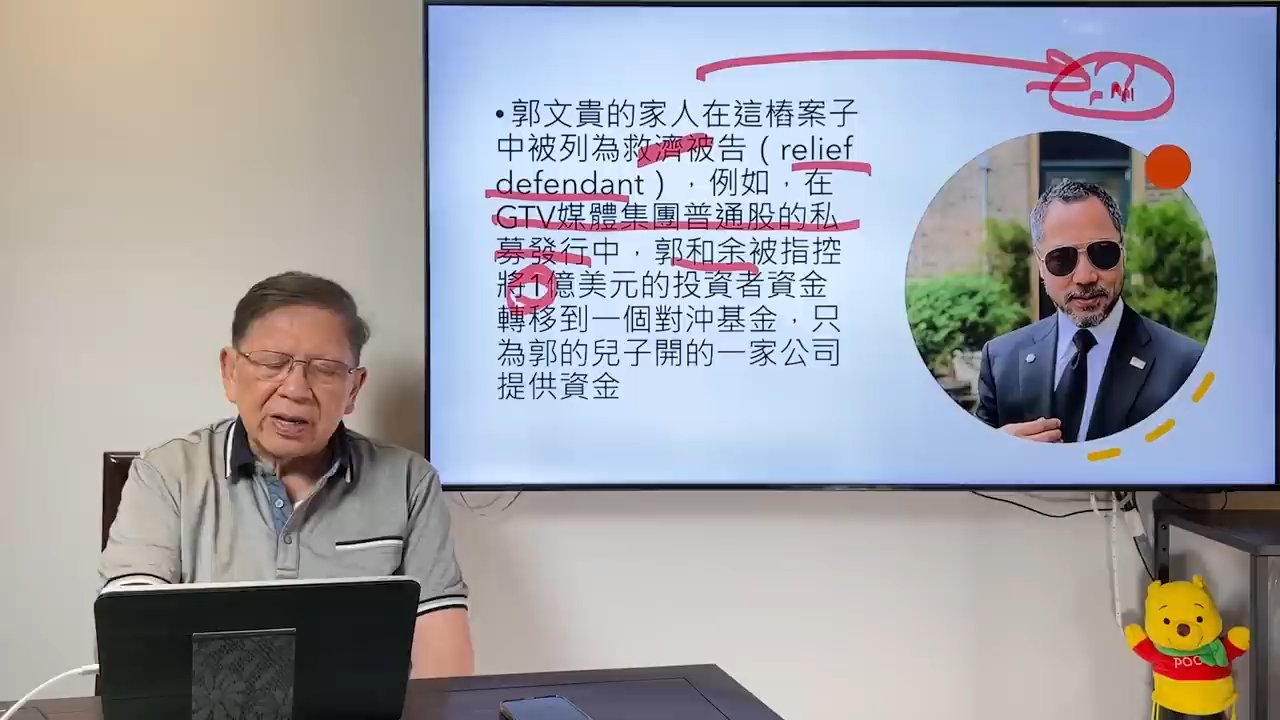 •郭文貴的家人在這樁案子
中被列為救濟被告（relief
defendant），例如，在
GTV媒體集團普通股的私
募發行中，郭和余被指控
將1億美元的投資者資金
轉移到一個對沖基金，只
為郭的兒子開的一家公司
提供資金
POO